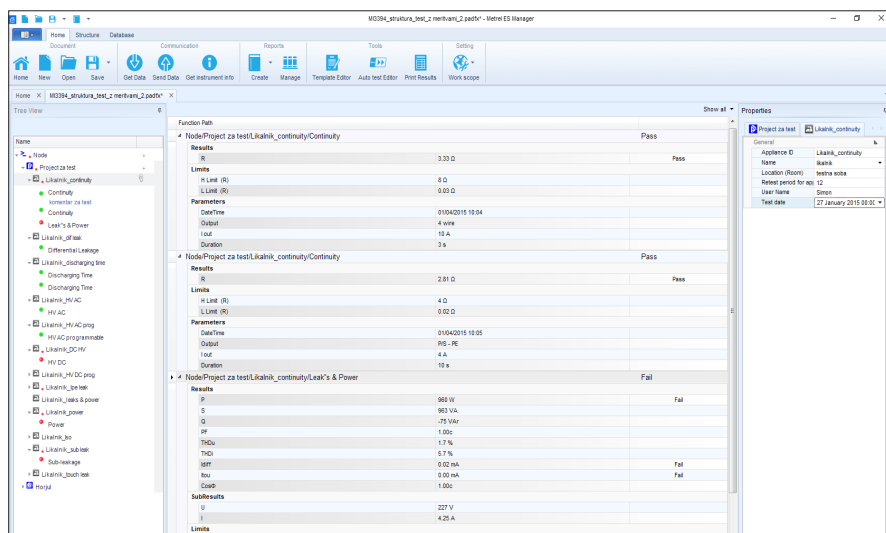 MI3394_struktura_test_z meritvami_2.padfx* - Metrel ES Manager
Home Structure Database
Document Communication Reports Tools Setting
Home New Open Save Get Data Send Data Get instrument info Create Manage Template Editor Auto test Editor Print Results Work scope
Home MI3394_struktura_test_z meritvami_2.padfx*
Tree View
Name
Node
Project za test
Likalnik_continuity
Continuity
komentar za test
Continuity
Leak"s & Power
Likalnik_dif leak
Differential Leakage
Likalnik_discharging time
Discharging Time
Discharging Time
Likalnik_HV AC
HV AC
Likalnik_HV AC prog
HV AC programmable
Likalnik_DC HV
HV DC
Likalnik_HV DC prog
Likalnik_Ipe leak
Likalnik_leaks & power
Likalnik_power
Power
Likalnik_Iso
Likalnik_sub leak
Sub-leakage
Likalnik_touch leak
Horjul
Show all
Function Path
Node/Project za test/Likalnik_continuity/Continuity Pass
Results
R 3.33 Ω Pass
Limits
H Limit (R) 8 Ω
L Limit (R) 0.03 Ω
Parameters
DateTime 01/04/2015 10:04
Output 4 wire
I out 10 A
Duration 3 s
Node/Project za test/Likalnik_continuity/Continuity Pass
Results
R 2.81 Ω Pass
Limits
H Limit (R) 4 Ω
L Limit (R) 0.02 Ω
Parameters
DateTime 01/04/2015 10:05
Output P/S - PE
I out 4 A
Duration 10 s
Node/Project za test/Likalnik_continuity/Leak"s & Power Fail
Results
P 960 W Fail
S 963 VA
Q -75 VAr
PF 1.00c
THDu 1.7 %
THDi 5.7 %
Idiff 0.02 mA Fail
Itou 0.00 mA Fail
CosΦ 1.00c
SubResults
U 227 V
I 4.25 A
Limits
Properties
Project za test Likalnik_continuity
General
Appliance ID Likalnik_continuity
Name likalnik
Location (Room) testna soba
Retest period for app 12
User Name Simon
Test date 27 January 2015 00:00